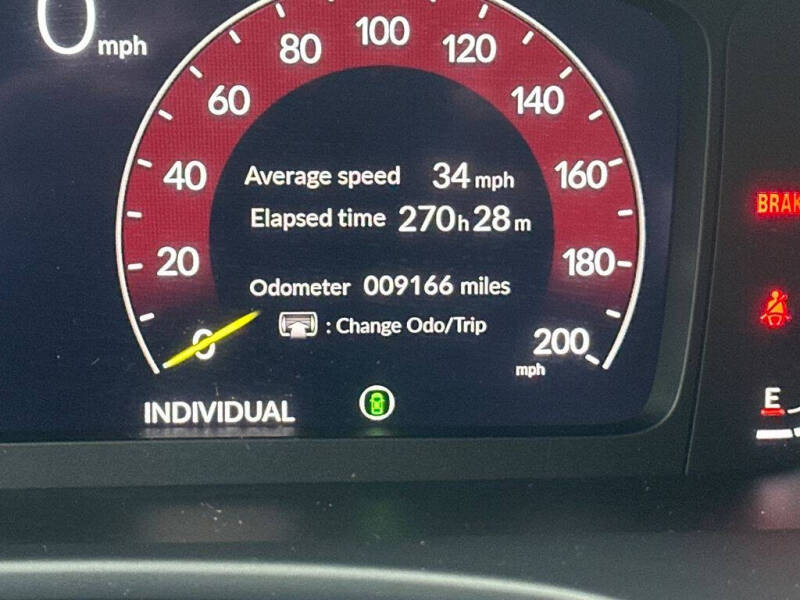 0 mph
80 100 120
60 140
40 160
Average speed 34 mph
Elapsed time 270h 28m
20 180
Odometer 009166 miles
: Change Odo/Trip
0 200
mph
INDIVIDUAL
BRAK
E